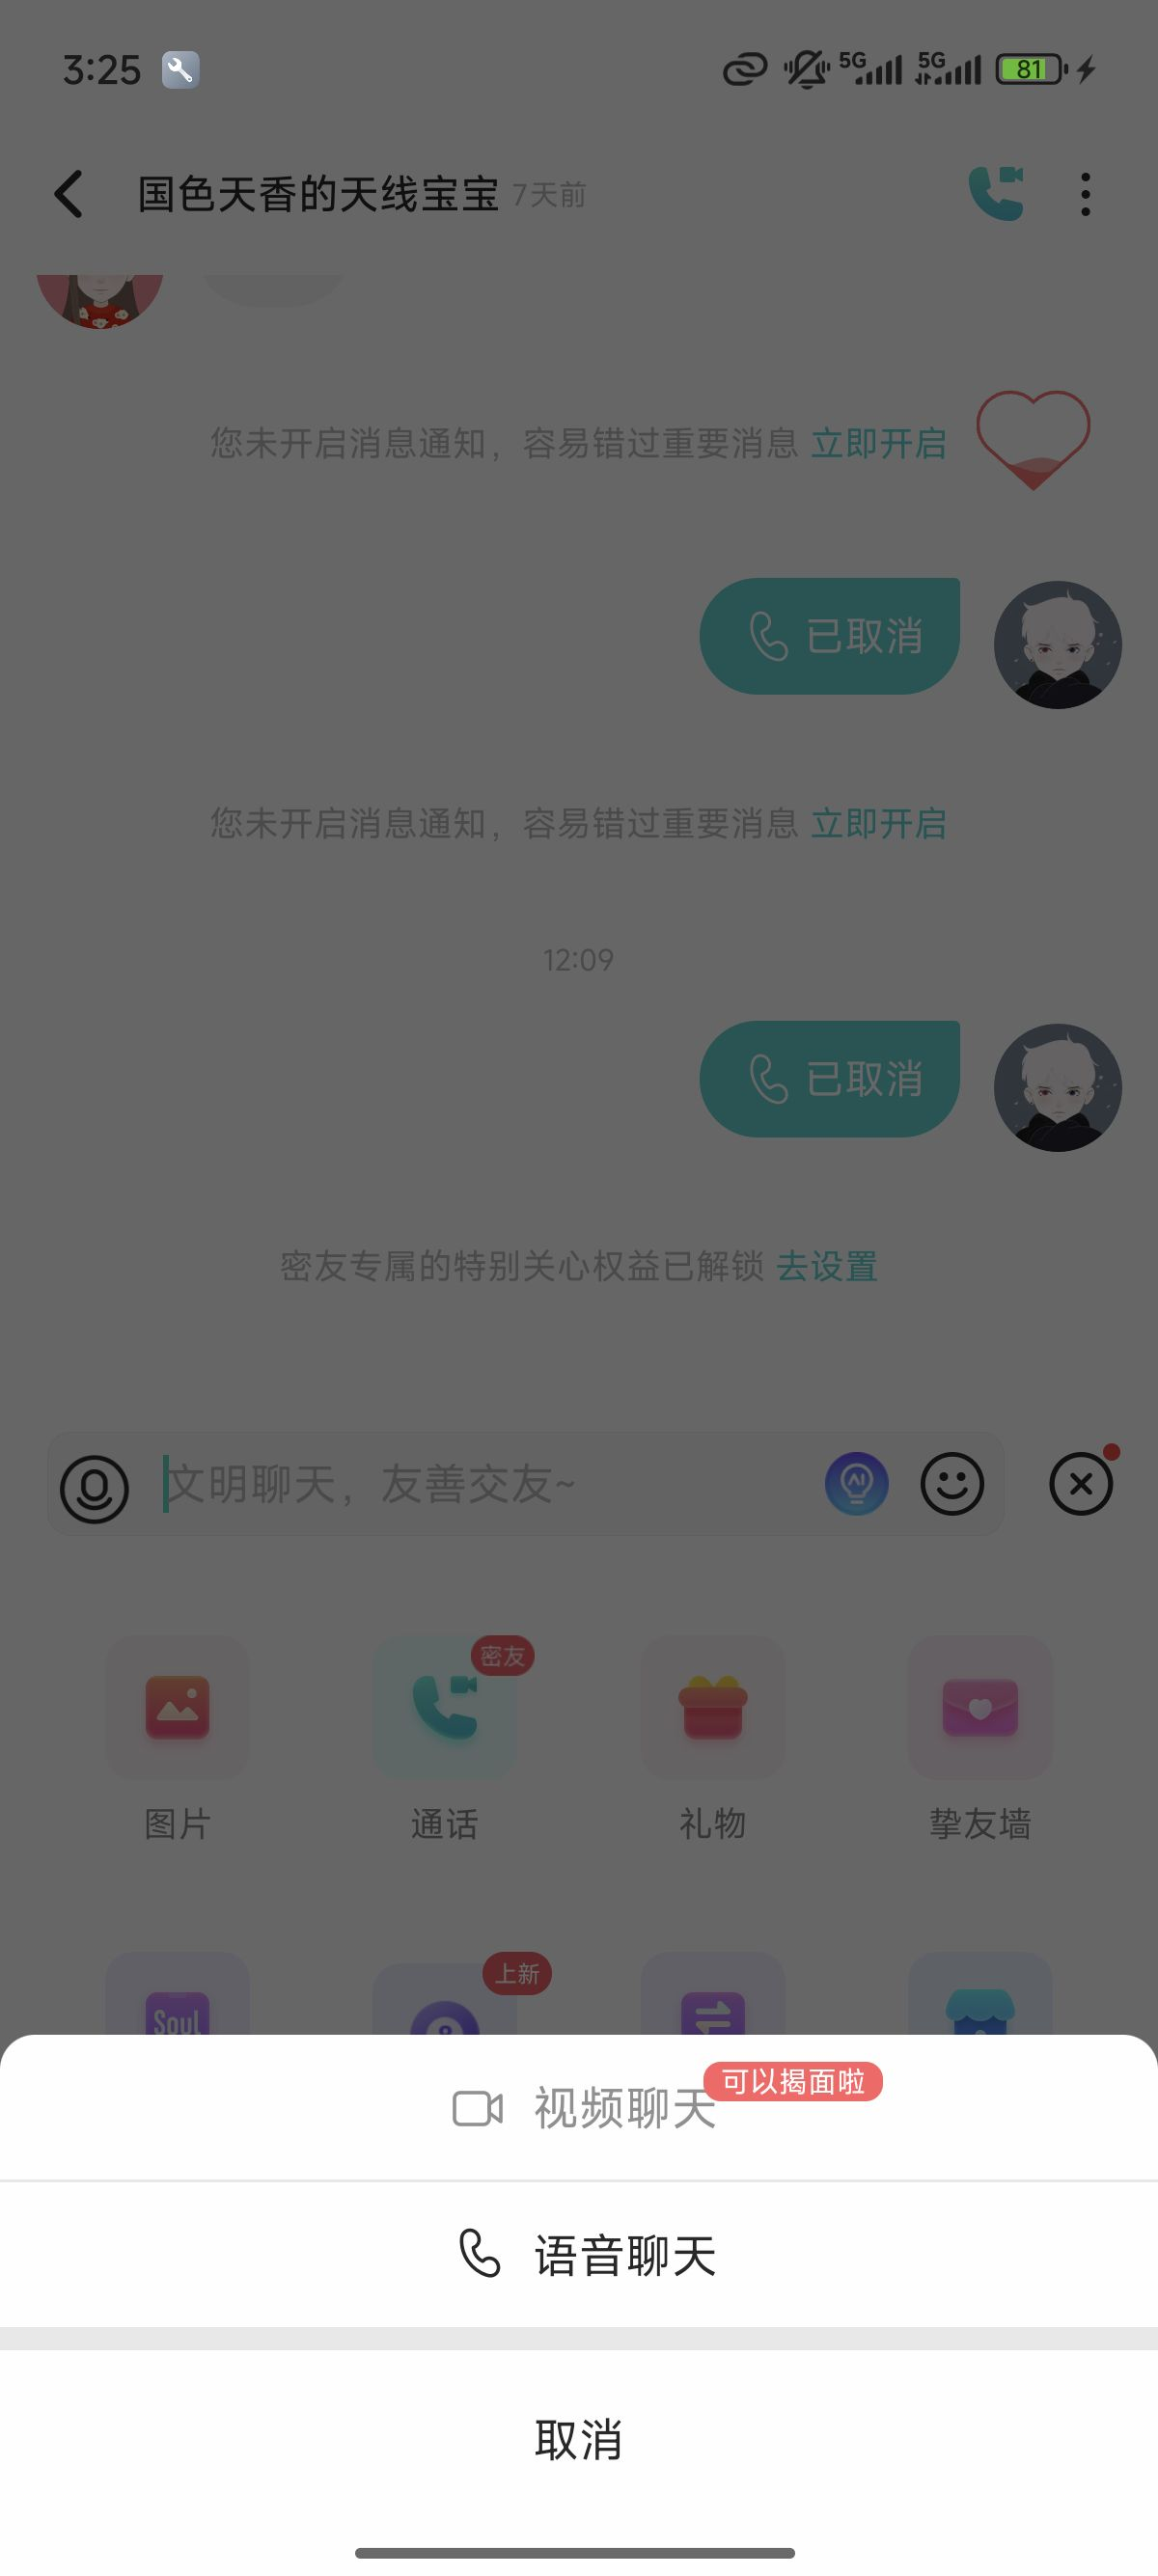 3:25 5G 5G 81
国色天香的天线宝宝 7天前
您未开启消息通知，容易错过重要消息 立即开启
已取消
您未开启消息通知，容易错过重要消息 立即开启
12:09
已取消
密友专属的特别关心权益已解锁 去设置
文明聊天，友善交友~
AI
密友
图片 通话 礼物 挚友墙
上新
Soul
可以揭面啦
视频聊天
语音聊天
取消